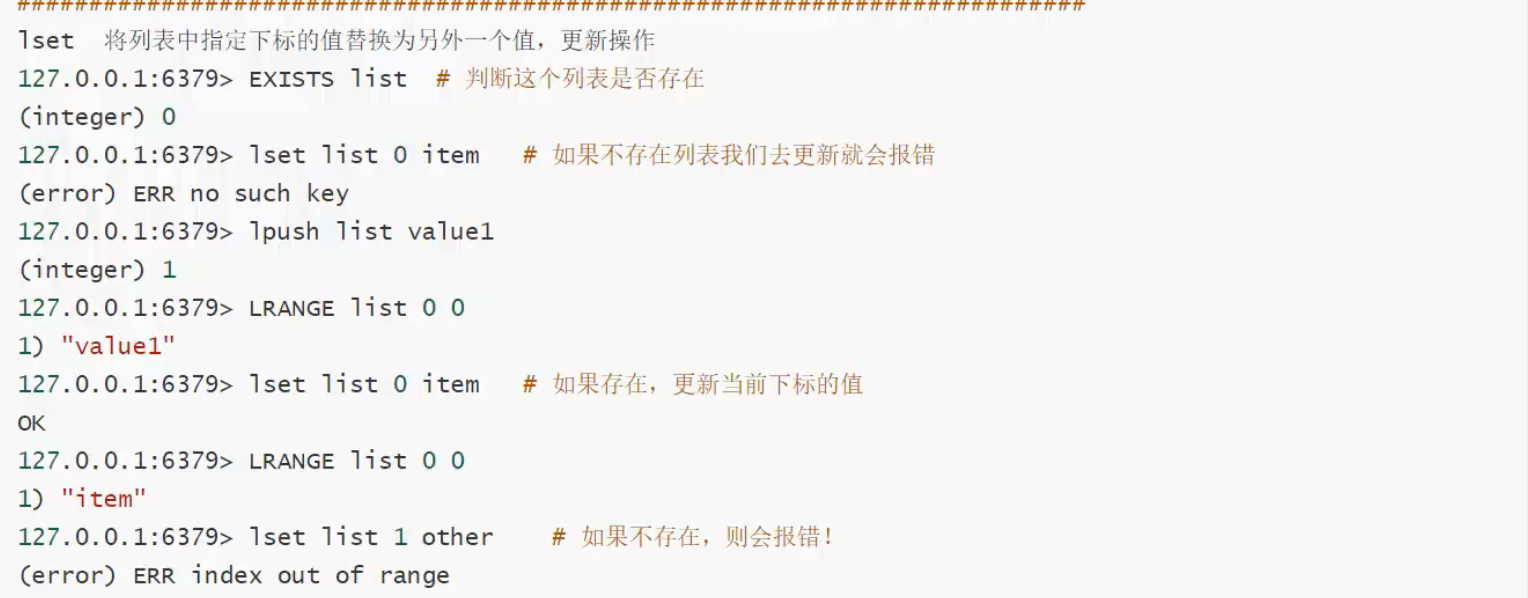 ##########################################################################
lset  将列表中指定下标的值替换为另外一个值，更新操作
127.0.0.1:6379> EXISTS list  # 判断这个列表是否存在
(integer) 0
127.0.0.1:6379> lset list 0 item   # 如果不存在列表我们去更新就会报错
(error) ERR no such key
127.0.0.1:6379> lpush list value1
(integer) 1
127.0.0.1:6379> LRANGE list 0 0
1) "value1"
127.0.0.1:6379> lset list 0 item   # 如果存在，更新当前下标的值
OK
127.0.0.1:6379> LRANGE list 0 0
1) "item"
127.0.0.1:6379> lset list 1 other    # 如果不存在，则会报错！
(error) ERR index out of range